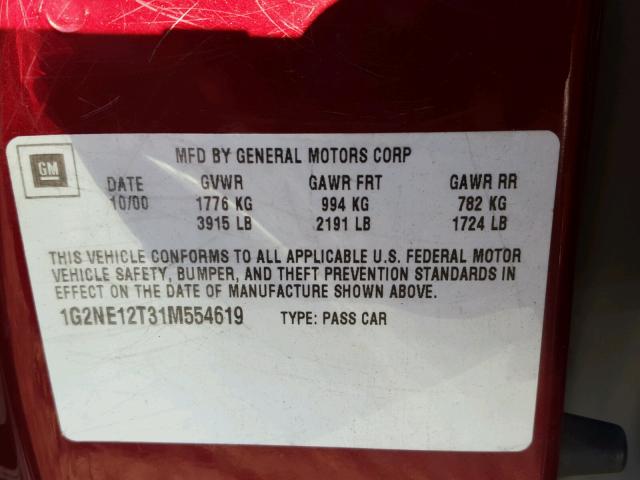 MFD BY GENERAL MOTORS CORP
GM
DATE GVWR GAWR FRT GAWR RR
10/00 1776 KG 994 KG 782 KG
3915 LB 2191 LB 1724 LB
THIS VEHICLE CONFORMS TO ALL APPLICABLE U.S. FEDERAL MOTOR
VEHICLE SAFETY, BUMPER, AND THEFT PREVENTION STANDARDS IN
EFFECT ON THE DATE OF MANUFACTURE SHOWN ABOVE.
1G2NE12T31M554619 TYPE: PASS CAR